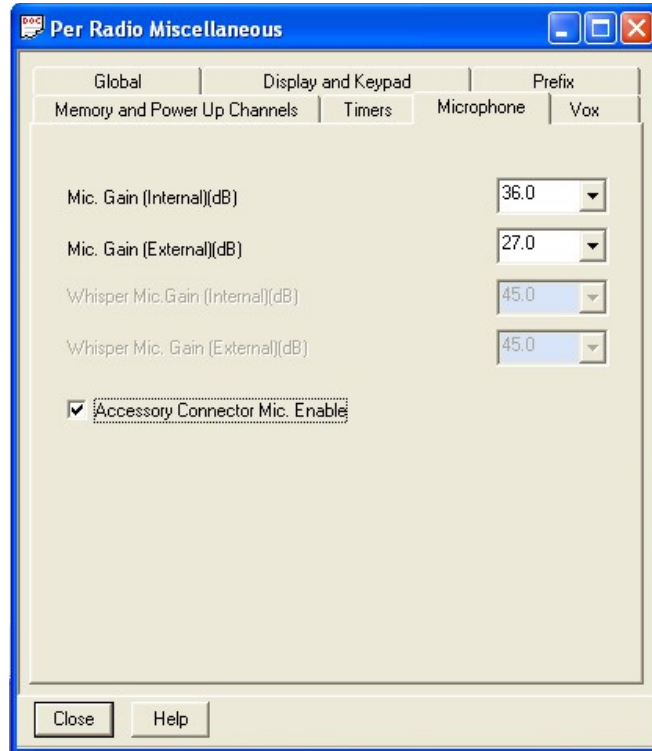 DOC
Per Radio Miscellaneous
Global Display and Keypad Prefix
Memory and Power Up Channels Timers Microphone Vox
Mic. Gain (Internal)(dB) 36.0
Mic. Gain (External)(dB) 27.0
Whisper Mic.Gain (Internal)(dB) 45.0
Whisper Mic. Gain (External)(dB) 45.0
Accessory Connector Mic. Enable
Close Help